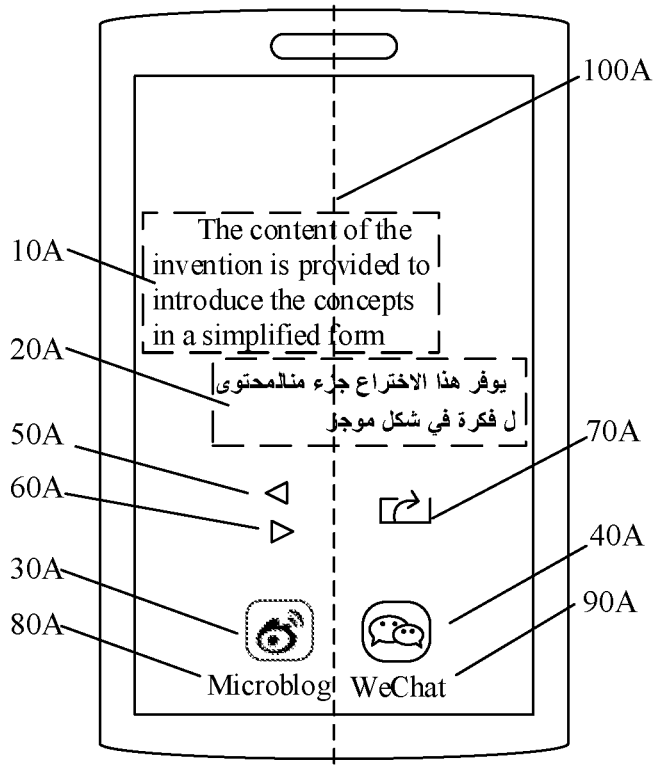 100A
The content of the
10A
invention is provided to
introduce the concepts
in a simplified form
20A
يوفر هذا الاختراع جزء منالمحتوى
ل فكرة في شكل موجز
50A
70A
60A
30A
40A
80A
90A
Microblog
WeChat